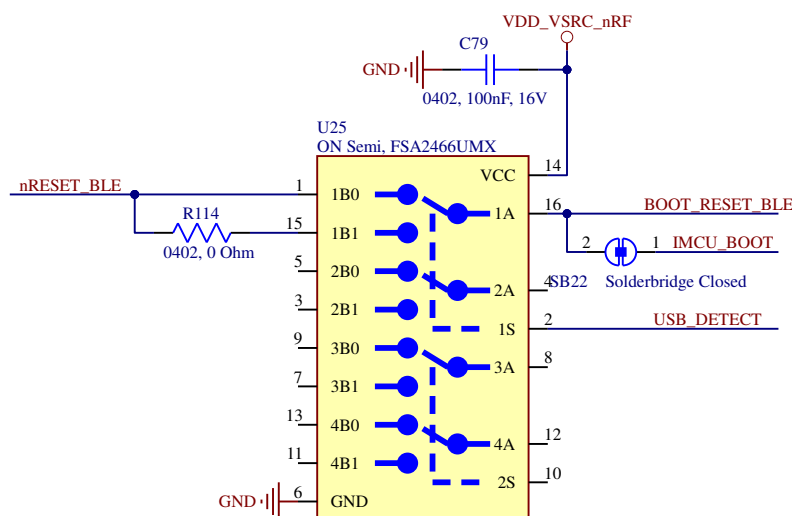 VDD_VSRC_nRF
C79
GND
0402, 100nF, 16V
U25
ON Semi, FSA2466UMX
VCC 14
nRESET_BLE 1 1B0 1A 16 BOOT_RESET_BLE
R114
0402, 0 Ohm
15 1B1
2 1 IMCU_BOOT
SB22 Solderbridge Closed
5 2B0 2A 4
3 2B1 1S 2 USB_DETECT
9 3B0 3A 8
7 3B1
13 4B0 4A 12
11 4B1 2S 10
GND 6 GND